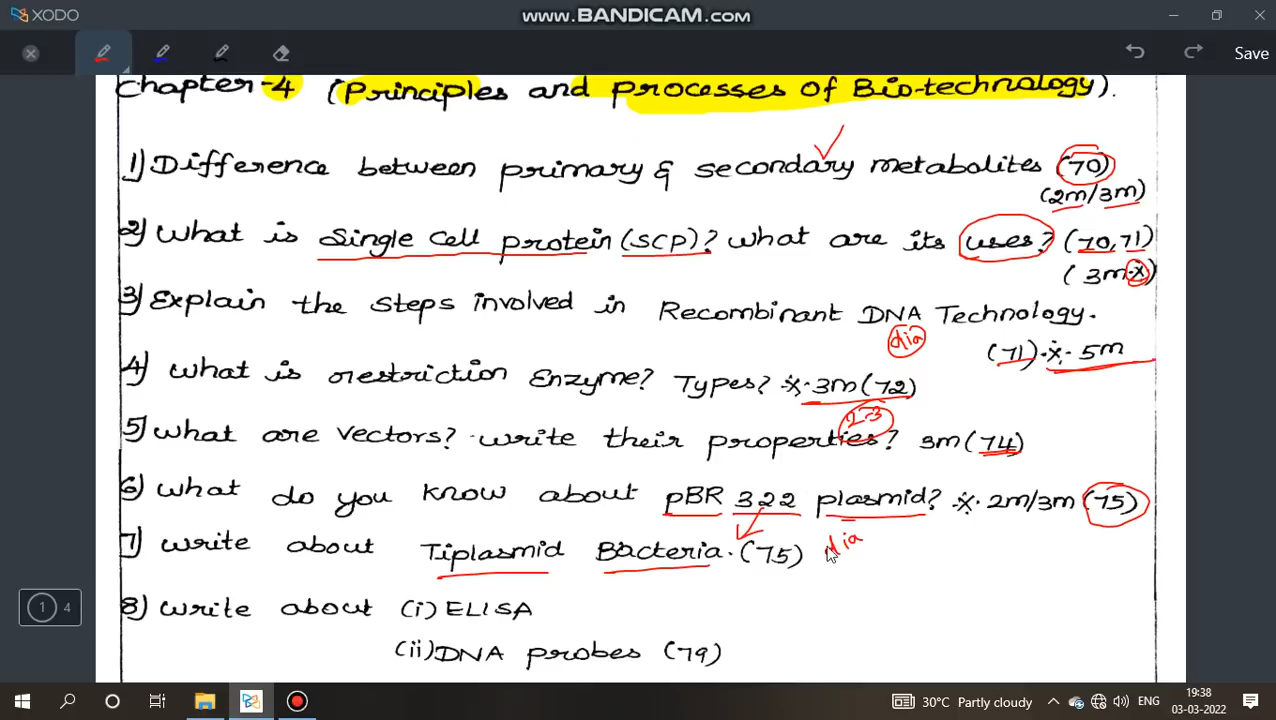 XODO
www.BANDICAM.com
Save
Chapter-4 (Principles and Processes of Bio-technology).
1) Difference between primary & secondary metabolites (70)
(2m/3m)
2) What is Single Cell protein (SCP)? What are its uses? (70,71)
(3m.※)
3) Explain the Steps involved in Recombinant DNA Technology.
dia
(71).※. 5m
4) What is restriction Enzyme? Types? ※. 3m (72)
2-3
5) What are vectors? write their properties? 3m (74)
6) What do you know about pBR 322 plasmid? ※. 2m/3m (75)
7) write about Tiplasmid Bacteria. (75) dia
8) write about (i) ELISA
(ii) DNA probes (79)
1 4
30°C Partly cloudy ENG 19:38
03-03-2022